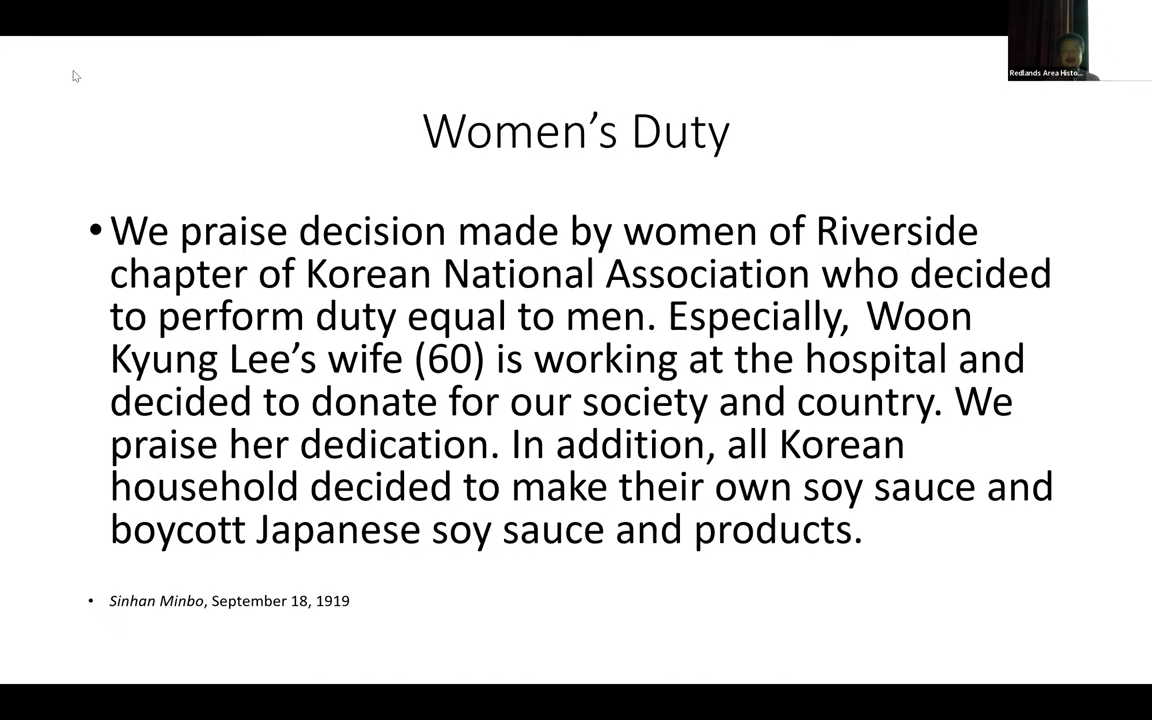 Redlands Area Histo...
Women's Duty
• We praise decision made by women of Riverside
chapter of Korean National Association who decided
to perform duty equal to men. Especially, Woon
Kyung Lee's wife (60) is working at the hospital and
decided to donate for our society and country. We
praise her dedication. In addition, all Korean
household decided to make their own soy sauce and
boycott Japanese soy sauce and products.
• Sinhan Minbo, September 18, 1919